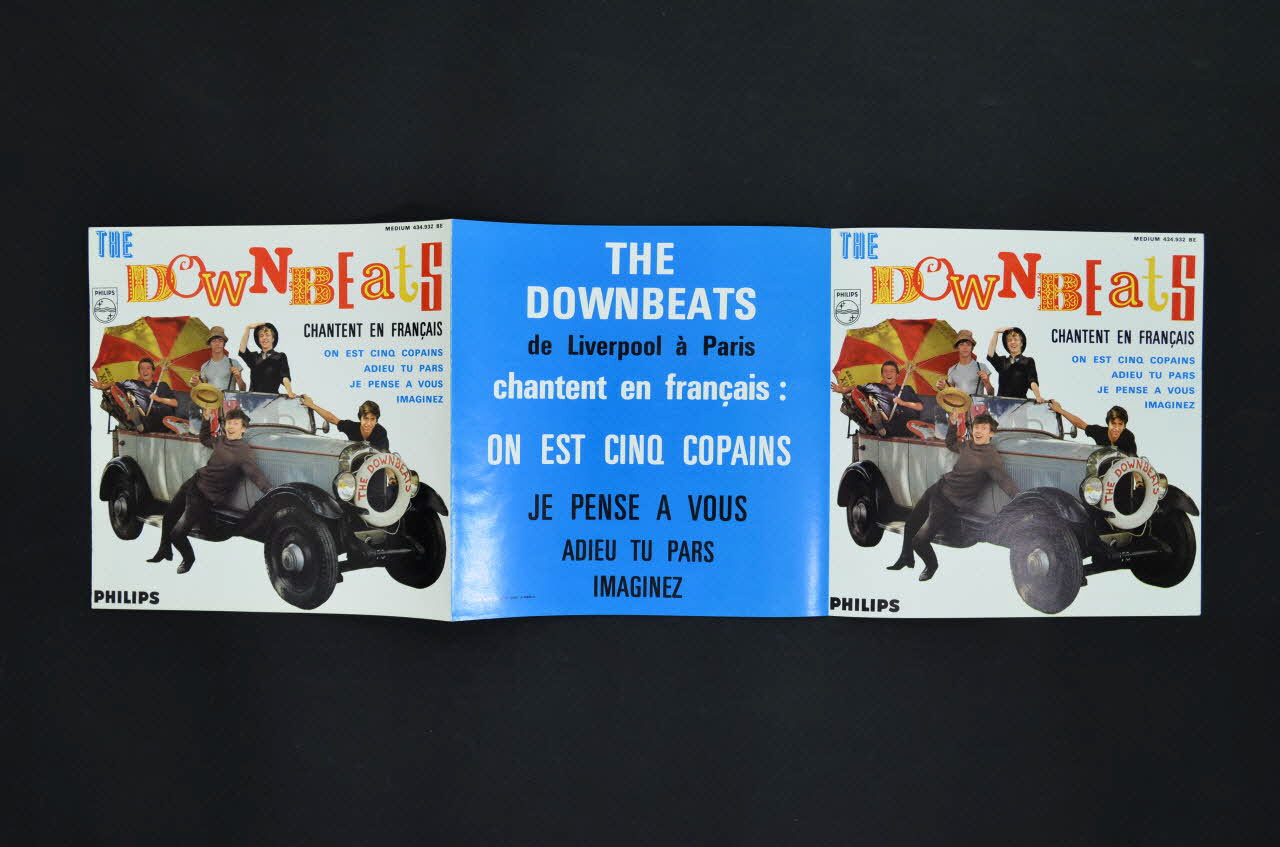 MEDIUM 434.932 BE
THE
DOWNBEatS
PHILIPS
CHANTENT EN FRANÇAIS
ON EST CINQ COPAINS
ADIEU TU PARS
JE PENSE A VOUS
IMAGINEZ
THE DOWNBEATS
PHILIPS
THE
DOWNBEATS
de Liverpool à Paris
chantent en français :
ON EST CINQ COPAINS
JE PENSE A VOUS
ADIEU TU PARS
IMAGINEZ
MEDIUM 434.932 BE
THE
DOWNBEatS
PHILIPS
CHANTENT EN FRANÇAIS
ON EST CINQ COPAINS
ADIEU TU PARS
JE PENSE A VOUS
IMAGINEZ
THE DOWNBEATS
PHILIPS